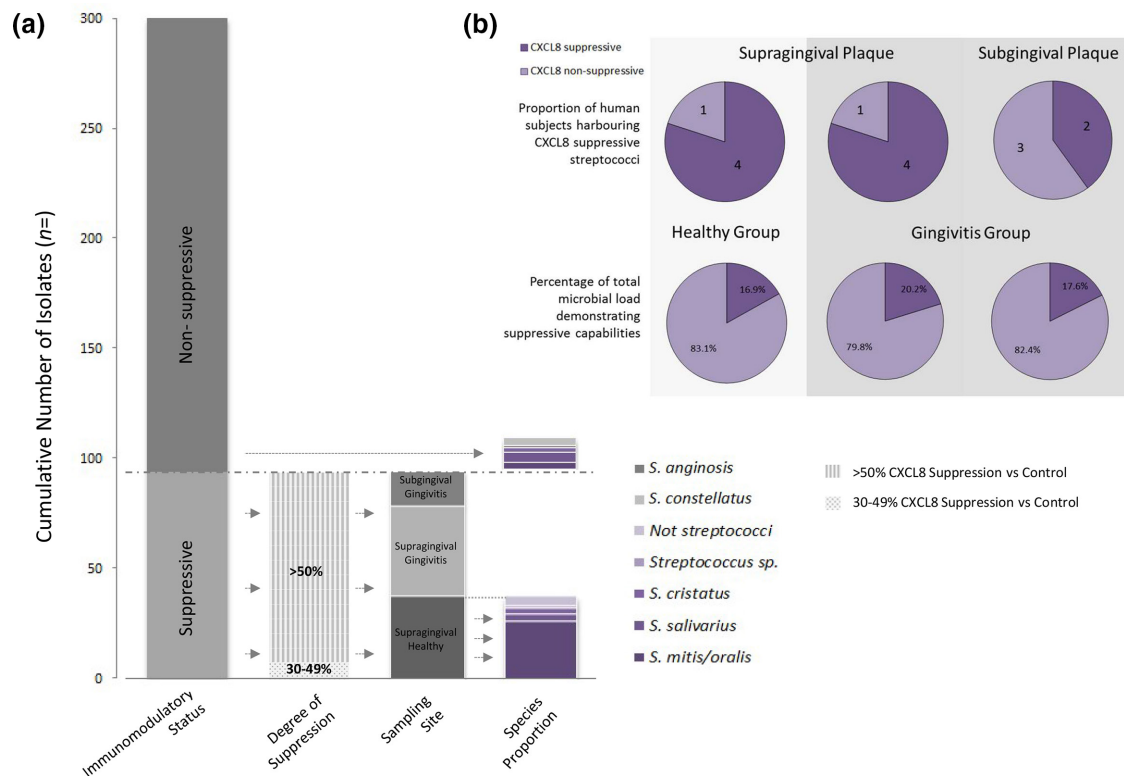 (a)
Cumulative Number of Isolates (n=)
300
250
200
150
100
50
0
Non- suppressive
Suppressive
>50%
30-49%
Subgingival
Gingivitis
Supragingival
Gingivitis
Supragingival
Healthy
Immunomodulatory
Status
Degree of
Suppression
Sampling
Site
Species
Proportion
(b)
CXCL8 suppressive
CXCL8 non-suppressive
Supragingival Plaque
Subgingival Plaque
Proportion of human
subjects harbouring
CXCL8 suppressive
streptococci
1
4
1
4
2
3
Healthy Group
Gingivitis Group
Percentage of total
microbial load
demonstrating
suppressive capabilities
16.9%
83.1%
20.2%
79.8%
17.6%
82.4%
S. anginosis
S. constellatus
Not streptococci
Streptococcus sp.
S. cristatus
S. salivarius
S. mitis/oralis
>50% CXCL8 Suppression vs Control
30-49% CXCL8 Suppression vs Control